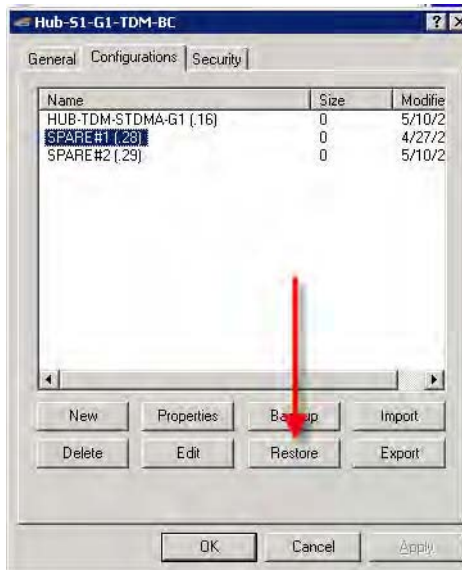 Hub-S1-G1-TDM-BC
General Configurations Security
Name Size Modifie
HUB-TDM-STDMA-G1 (.16) 0 5/10/2
SPARE#1 (.28) 0 4/27/2
SPARE#2 (.29) 0 5/10/2
New Properties Backup Import
Delete Edit Restore Export
OK Cancel Apply